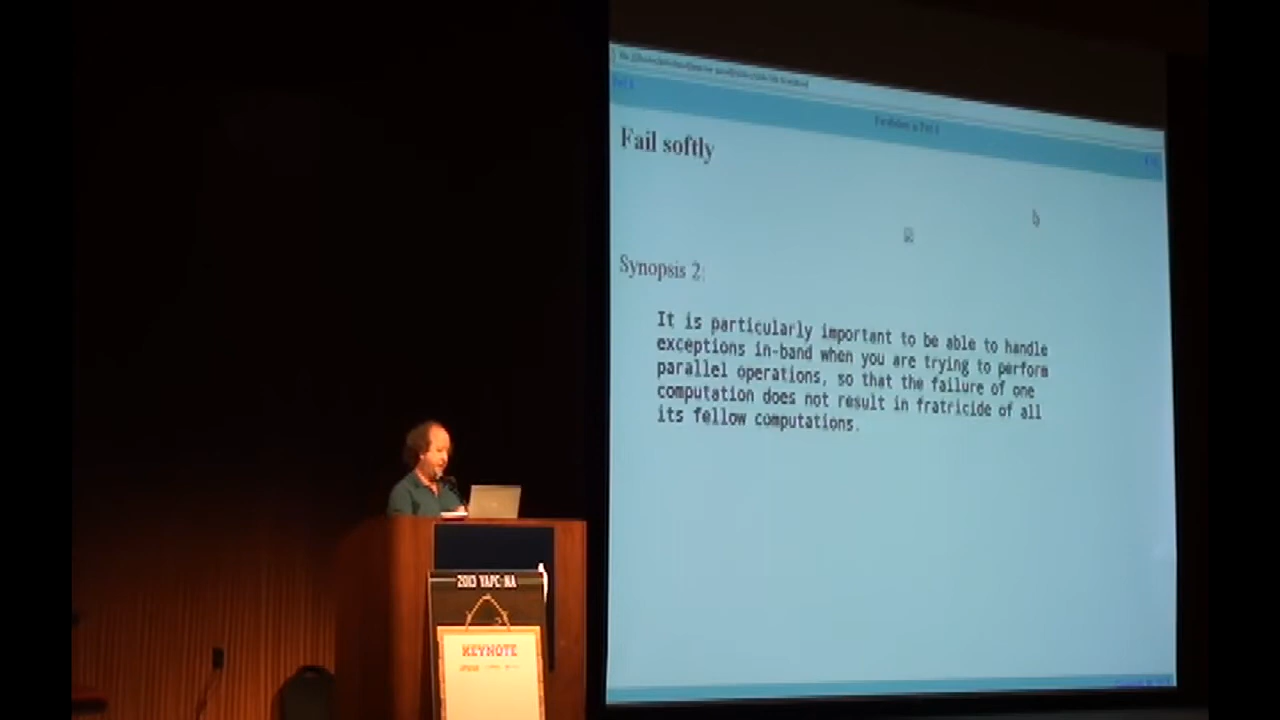 Fail softly
Synopsis 2:
It is particularly important to be able to handle
exceptions in-band when you are trying to perform
parallel operations, so that the failure of one
computation does not result in fratricide of all
its fellow computations.
2013 YAPC:NA
KEYNOTE